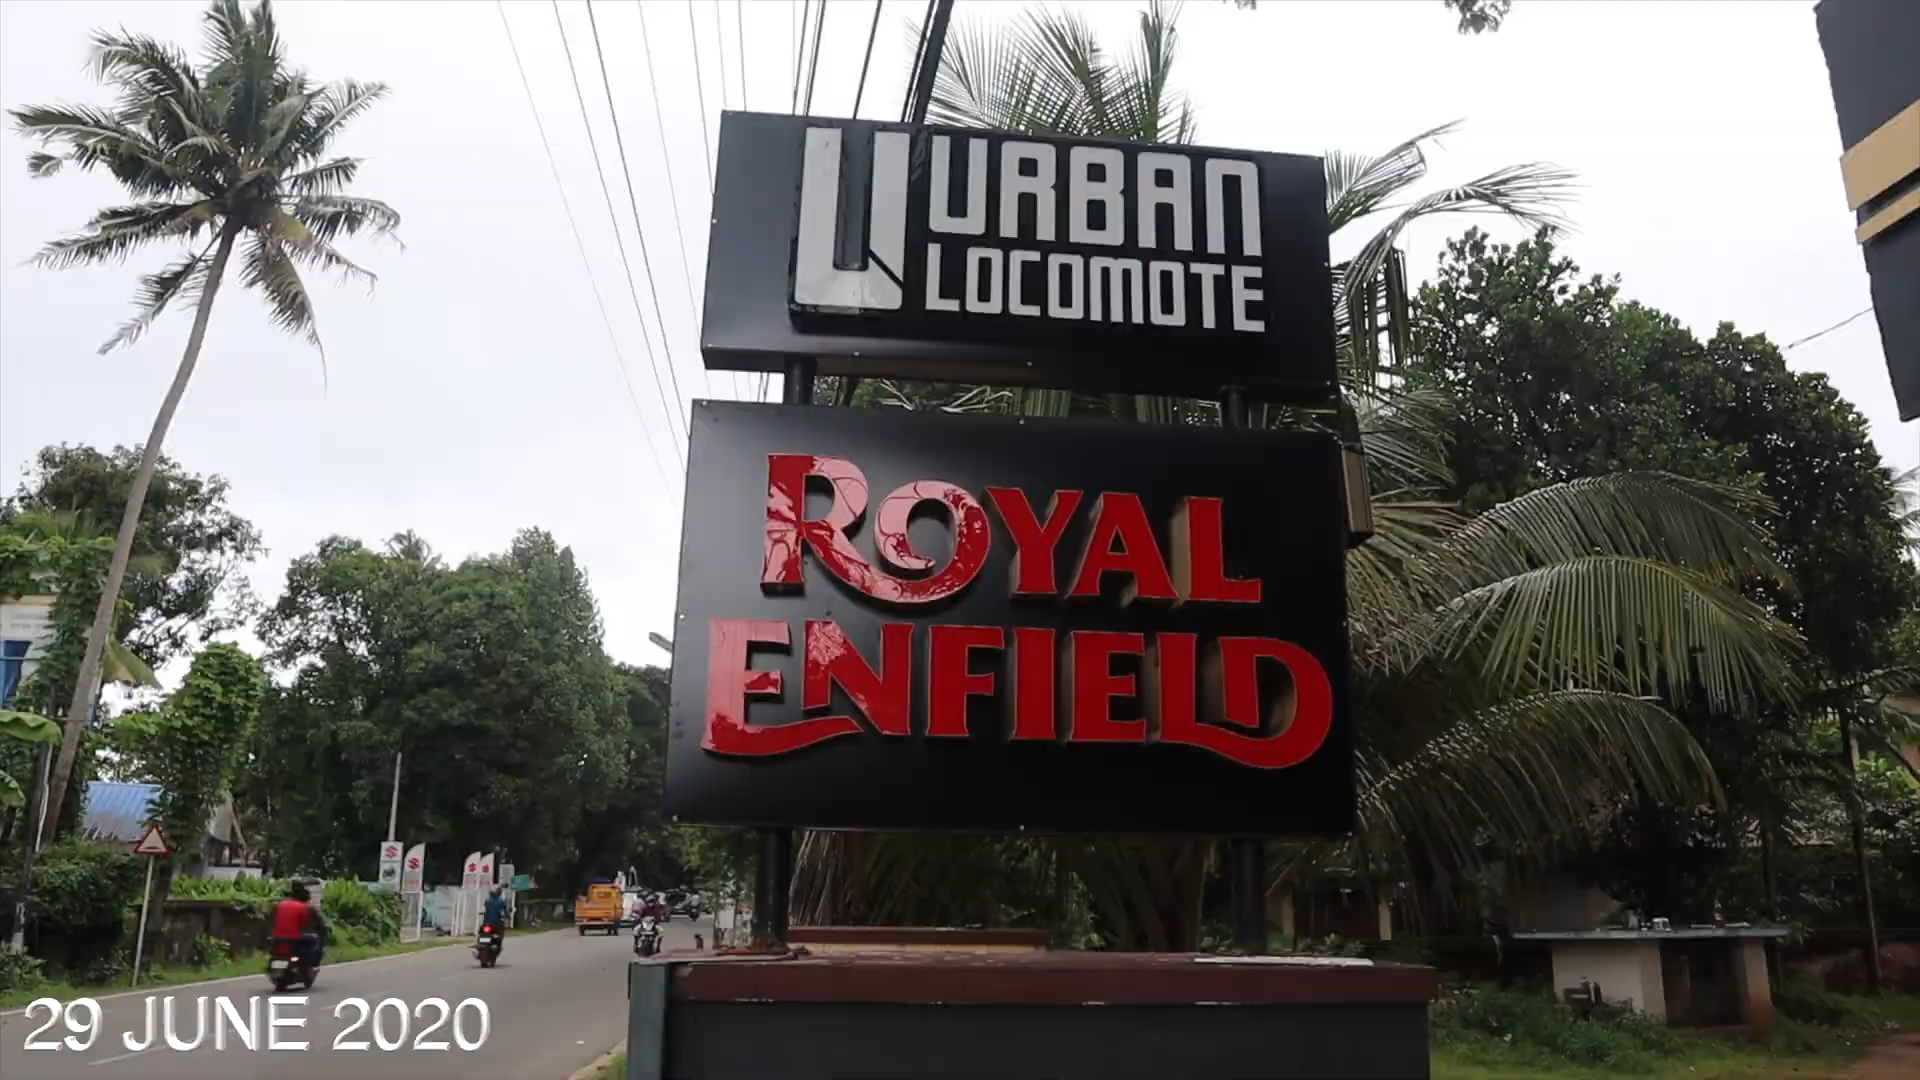 URBAN
LOCOMOTE
ROYAL
ENFIELD
29 JUNE 2020